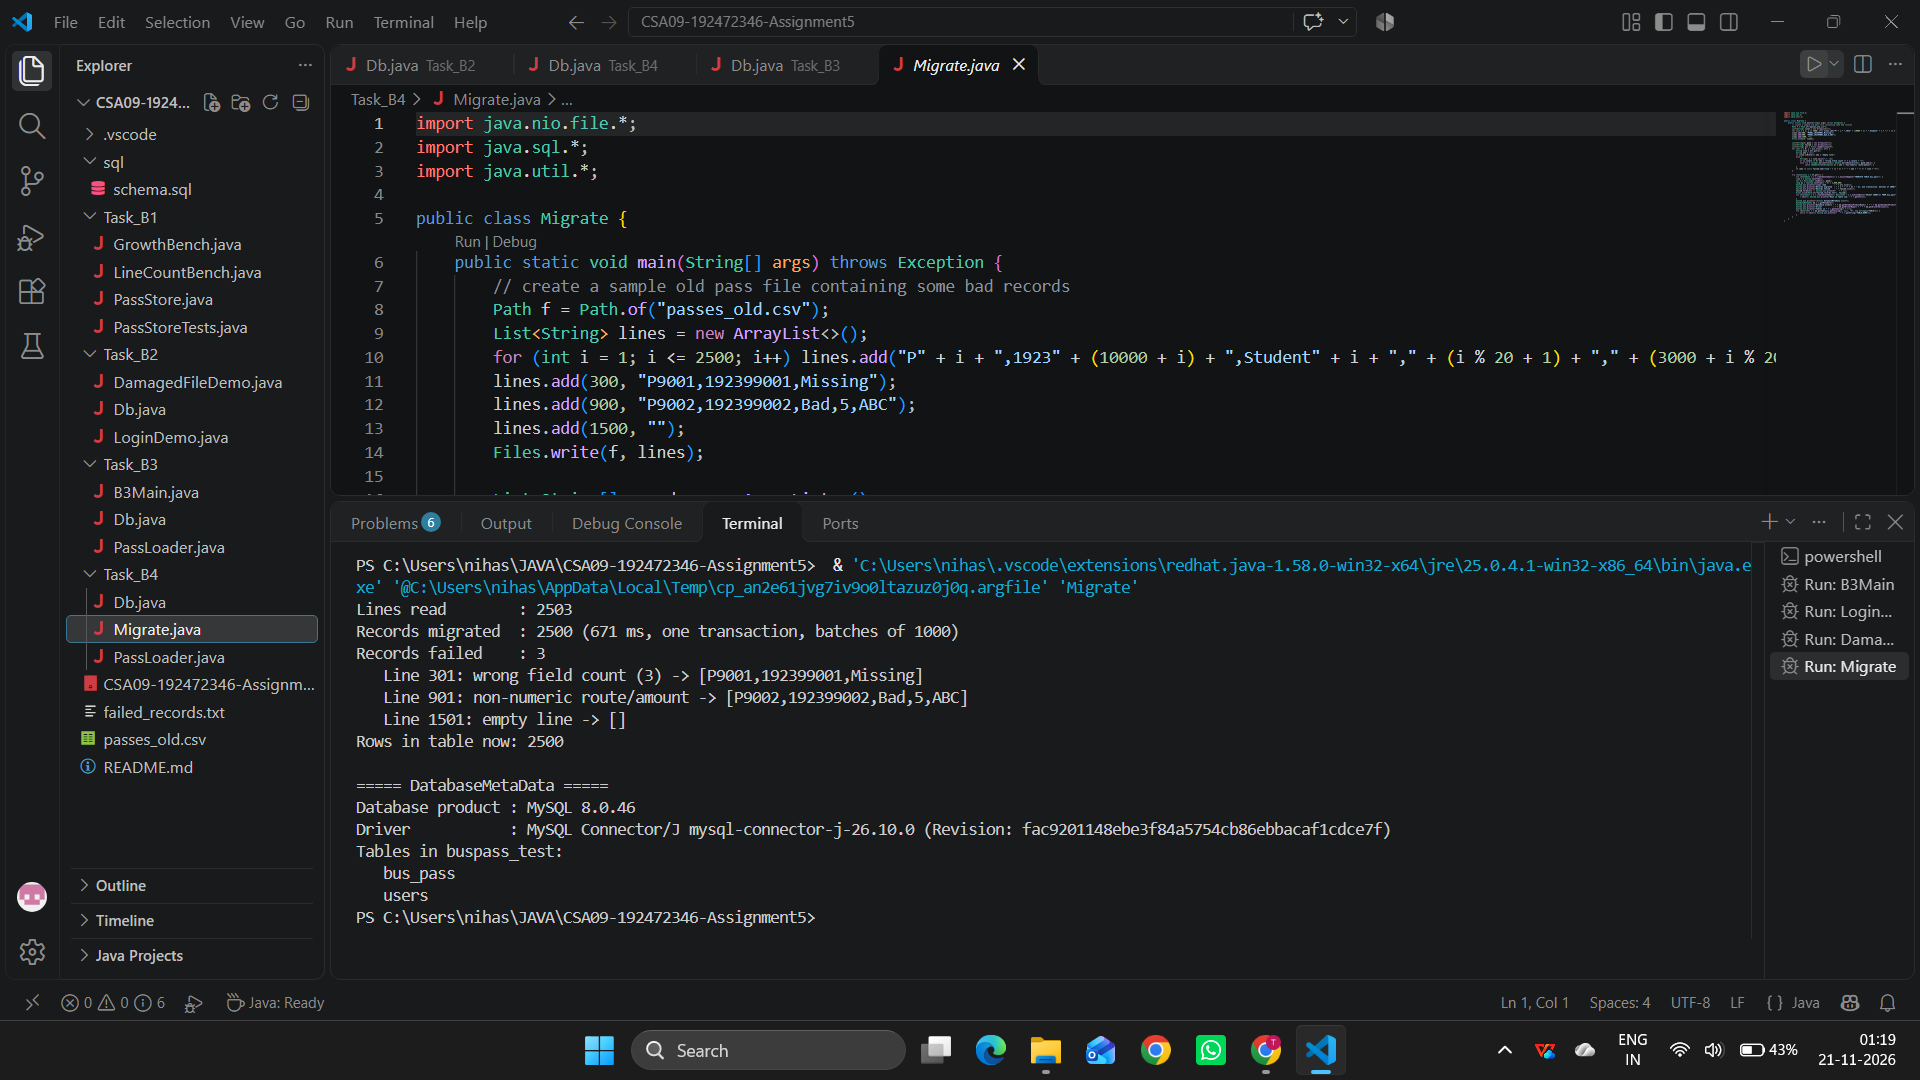 File Edit Selection View Go Run Terminal Help
CSA09-192472346-Assignment5
Explorer
CSA09-1924...
.vscode
sql
schema.sql
Task_B1
GrowthBench.java
LineCountBench.java
PassStore.java
PassStoreTests.java
Task_B2
DamagedFileDemo.java
Db.java
LoginDemo.java
Task_B3
B3Main.java
Db.java
PassLoader.java
Task_B4
Db.java
Migrate.java
PassLoader.java
CSA09-192472346-Assignm...
failed_records.txt
passes_old.csv
README.md
Outline
Timeline
Java Projects
Db.java Task_B2
Db.java Task_B4
Db.java Task_B3
Migrate.java
Task_B4 > Migrate.java > ...
1 import java.nio.file.*;
2 import java.sql.*;
3 import java.util.*;
4
5 public class Migrate {
Run | Debug
6 public static void main(String[] args) throws Exception {
7 // create a sample old pass file containing some bad records
8 Path f = Path.of("passes_old.csv");
9 List<String> lines = new ArrayList<>();
10 for (int i = 1; i <= 2500; i++) lines.add("P" + i + ",1923" + (10000 + i) + ",Student" + i + "," + (i % 20 + 1) + "," + (3000 + i % 20
11 lines.add(300, "P9001,192399001,Missing");
12 lines.add(900, "P9002,192399002,Bad,5,ABC");
13 lines.add(1500, "");
14 Files.write(f, lines);
15
Problems 6 Output Debug Console Terminal Ports
PS C:\Users\nihas\JAVA\CSA09-192472346-Assignment5> & 'C:\Users\nihas\.vscode\extensions\redhat.java-1.58.0-win32-x64\jre\25.0.4.1-win32-x86_64\bin\java.e
xe' '@C:\Users\nihas\AppData\Local\Temp\cp_an2e61jvg7iv9o0ltazuz0j0q.argfile' 'Migrate'
Lines read : 2503
Records migrated : 2500 (671 ms, one transaction, batches of 1000)
Records failed : 3
Line 301: wrong field count (3) -> [P9001,192399001,Missing]
Line 901: non-numeric route/amount -> [P9002,192399002,Bad,5,ABC]
Line 1501: empty line -> []
Rows in table now: 2500
===== DatabaseMetaData =====
Database product : MySQL 8.0.46
Driver : MySQL Connector/J mysql-connector-j-26.10.0 (Revision: fac9201148ebe3f84a5754cb86ebbacaf1cdce7f)
Tables in buspass_test:
bus_pass
users
PS C:\Users\nihas\JAVA\CSA09-192472346-Assignment5>
powershell
Run: B3Main
Run: Login...
Run: Dama...
Run: Migrate
0 0 6 Java: Ready
Ln 1, Col 1 Spaces: 4 UTF-8 LF {} Java
Search
ENG
IN
43%
01:19
21-11-2026